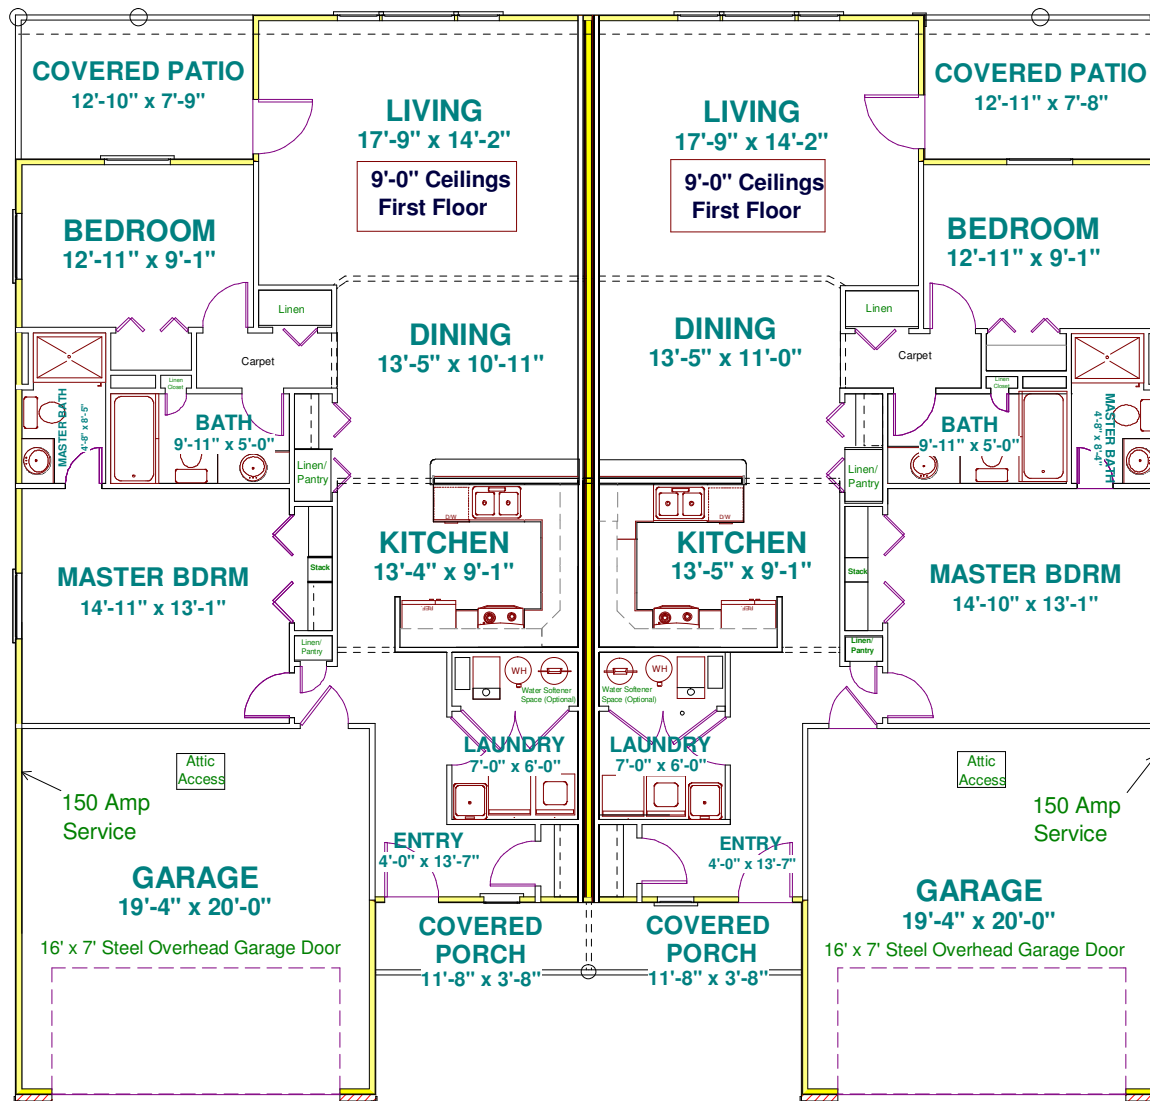 COVERED PATIO
12'-10" x 7'-9"
LIVING
17'-9" x 14'-2"
9'-0" Ceilings
First Floor
LIVING
17'-9" x 14'-2"
9'-0" Ceilings
First Floor
COVERED PATIO
12'-11" x 7'-8"
BEDROOM
12'-11" x 9'-1"
BEDROOM
12'-11" x 9'-1"
Linen
Linen
DINING
13'-5" x 10'-11"
DINING
13'-5" x 11'-0"
Carpet
Carpet
Linen
Closet
Linen
Closet
MASTER BATH
4'-8" x 8'-5"
BATH
9'-11" x 5'-0"
BATH
9'-11" x 5'-0"
MASTER BATH
4'-8" x 8'-4"
Linen/
Pantry
Linen/
Pantry
D/W
D/W
KITCHEN
13'-4" x 9'-1"
KITCHEN
13'-5" x 9'-1"
MASTER BDRM
14'-11" x 13'-1"
Stack
Stack
MASTER BDRM
14'-10" x 13'-1"
REF
REF
Linen/
Pantry
Linen/
Pantry
WH
WH
Water Softener
Space (Optional)
Water Softener
Space (Optional)
LAUNDRY
7'-0" x 6'-0"
LAUNDRY
7'-0" x 6'-0"
Attic
Access
Attic
Access
150 Amp
Service
150 Amp
Service
ENTRY
4'-0" x 13'-7"
ENTRY
4'-0" x 13'-7"
GARAGE
19'-4" x 20'-0"
16' x 7' Steel Overhead Garage Door
COVERED
PORCH
11'-8" x 3'-8"
COVERED
PORCH
11'-8" x 3'-8"
GARAGE
19'-4" x 20'-0"
16' x 7' Steel Overhead Garage Door